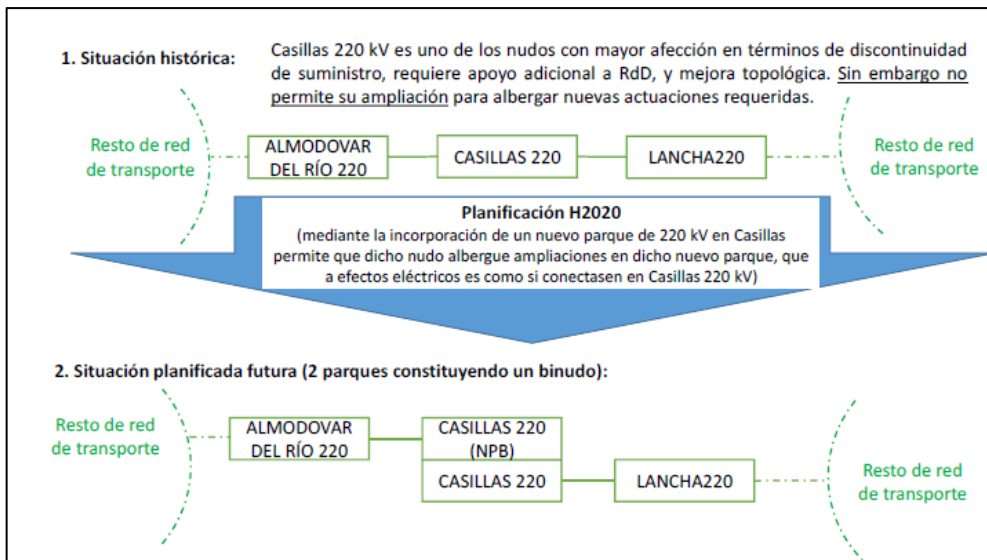 1. Situación histórica:
Casillas 220 kV es uno de los nudos con mayor afección en términos de discontinuidad
de suministro, requiere apoyo adicional a RdD, y mejora topológica. Sin embargo no
permite su ampliación para albergar nuevas actuaciones requeridas.
Resto de red
de transporte
ALMODOVAR
DEL RÍO 220
CASILLAS 220
LANCHA220
Resto de red
de transporte
Planificación H2020
(mediante la incorporación de un nuevo parque de 220 kV en Casillas
permite que dicho nudo albergue ampliaciones en dicho nuevo parque, que
a efectos eléctricos es como si conectasen en Casillas 220 kV)
2. Situación planificada futura (2 parques constituyendo un binudo):
Resto de red
de transporte
ALMODOVAR
DEL RÍO 220
CASILLAS 220
(NPB)
CASILLAS 220
LANCHA220
Resto de red
de transporte